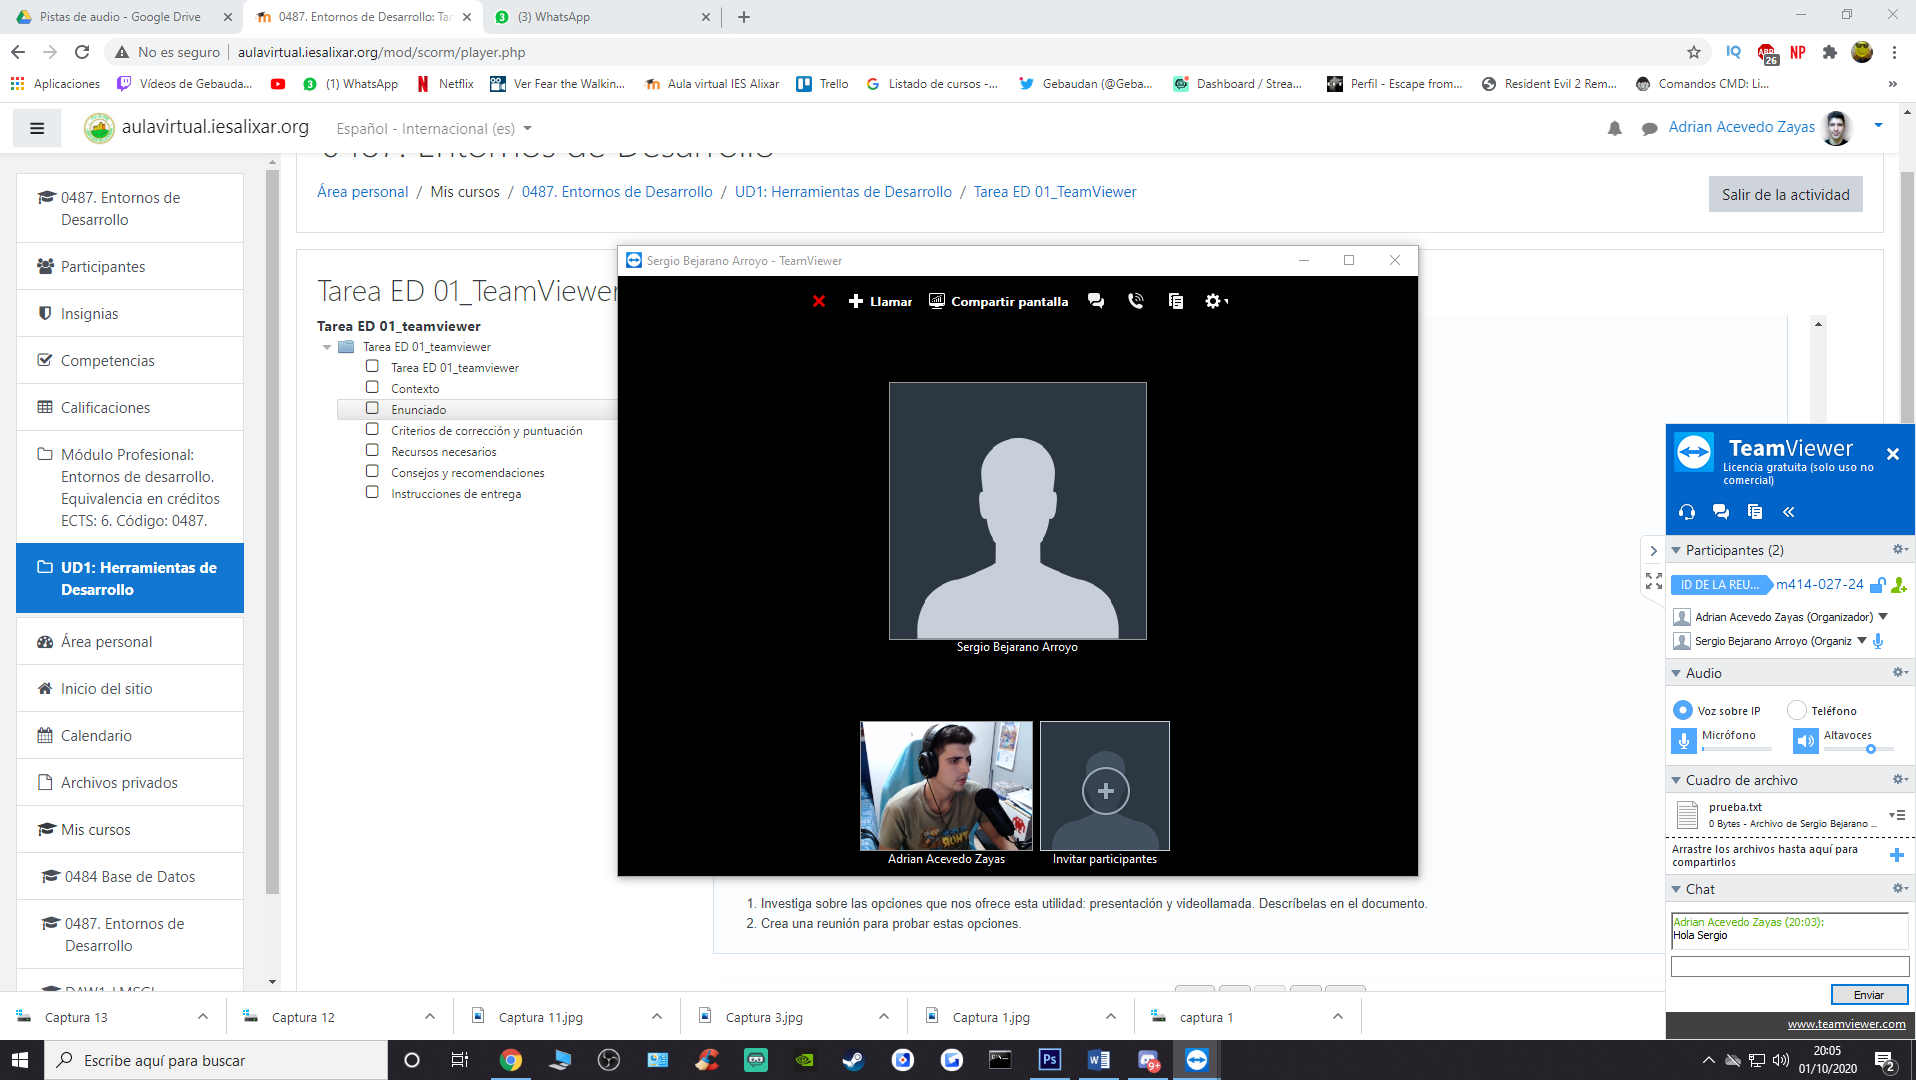 Pistas de audio - Google Drive
0487. Entornos de Desarrollo: Tar
(3) WhatsApp
No es seguro
aulavirtual.iesalixar.org/mod/scorm/player.php
IQ
26
NP
Aplicaciones
Vídeos de Gebauda...
(1) WhatsApp
Netflix
Ver Fear the Walkin...
Aula virtual IES Alixar
Trello
Listado de cursos -...
Gebaudan (@Geba...
Dashboard / Strea...
Perfil - Escape from...
Resident Evil 2 Rem...
Comandos CMD: Li...
aulavirtual.iesalixar.org
Español - Internacional (es)
Adrian Acevedo Zayas
0487. Entornos de Desarrollo
Área personal / Mis cursos / 0487. Entornos de Desarrollo / UD1: Herramientas de Desarrollo / Tarea ED 01_TeamViewer
Salir de la actividad
0487. Entornos de
Desarrollo
Participantes
Insignias
Competencias
Calificaciones
Módulo Profesional:
Entornos de desarrollo.
Equivalencia en créditos
ECTS: 6. Código: 0487.
UD1: Herramientas de
Desarrollo
Área personal
Inicio del sitio
Calendario
Archivos privados
Mis cursos
0484 Base de Datos
0487. Entornos de
Desarrollo
Tarea ED 01_TeamViewer
Tarea ED 01_teamviewer
Tarea ED 01_teamviewer
Tarea ED 01_teamviewer
Contexto
Enunciado
Criterios de corrección y puntuación
Recursos necesarios
Consejos y recomendaciones
Instrucciones de entrega
Sergio Bejarano Arroyo - TeamViewer
Llamar
Compartir pantalla
Sergio Bejarano Arroyo
Adrian Acevedo Zayas
Invitar participantes
1. Investiga sobre las opciones que nos ofrece esta utilidad: presentación y videollamada. Descríbelas en el documento.
2. Crea una reunión para probar estas opciones.
TeamViewer
Licencia gratuita (solo uso no
comercial)
Participantes (2)
ID DE LA REU...
m414-027-24
Adrian Acevedo Zayas (Organizador)
Sergio Bejarano Arroyo (Organiz
Audio
Voz sobre IP
Teléfono
Micrófono
Altavoces
Cuadro de archivo
prueba.txt
0 Bytes - Archivo de Sergio Bejarano ...
Arrastre los archivos hasta aquí para
compartirlos
Chat
Adrian Acevedo Zayas (20:03):
Hola Sergio
Enviar
www.teamviewer.com
Captura 13
Captura 12
Captura 11.jpg
Captura 3.jpg
Captura 1.jpg
captura 1
Escribe aquí para buscar
Ps
9+
20:05
01/10/2020
2